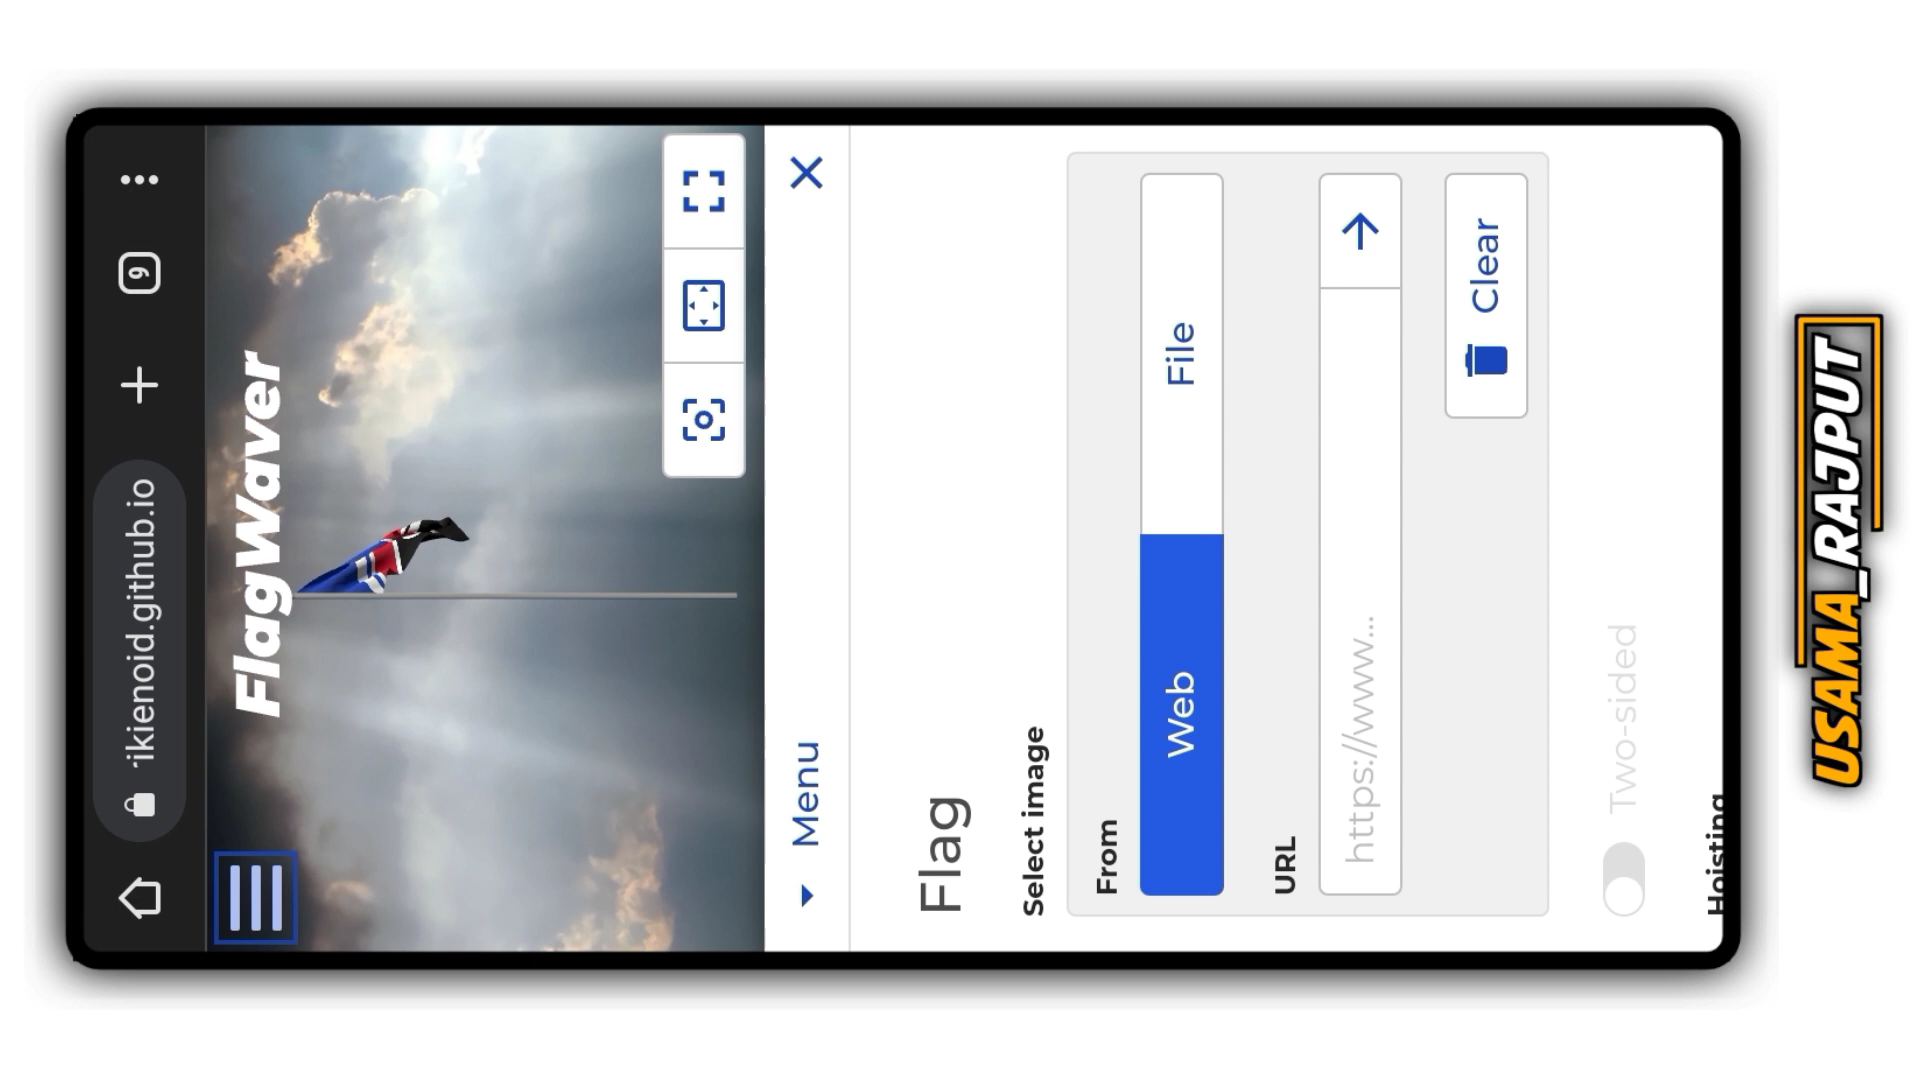 ikienoid.github.io
9
FlagWaver
Menu
Flag
Select image
From
Web
File
URL
https://www...
Clear
Two-sided
Hoisting
USAMA_RAJPUT